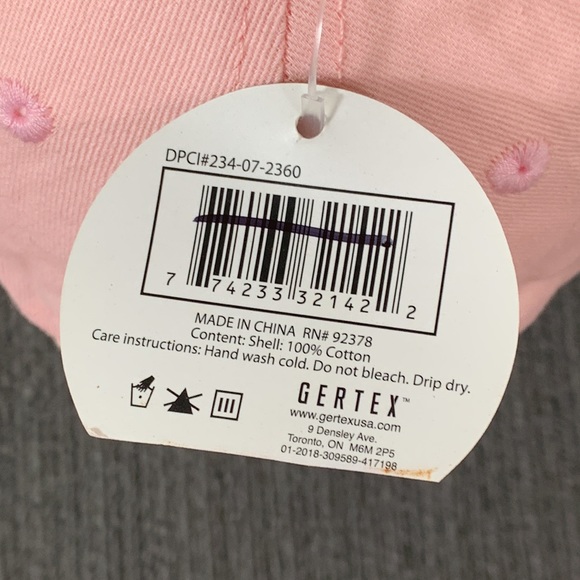 DPCI#234-07-2360
7 74233 32142 2
MADE IN CHINA RN# 92378
Content: Shell: 100% Cotton
Care instructions: Hand wash cold. Do not bleach. Drip dry.
GERTEX™
www.gertexusa.com
9 Densley Ave.
Toronto, ON M6M 2P5
01-2018-309589-417198